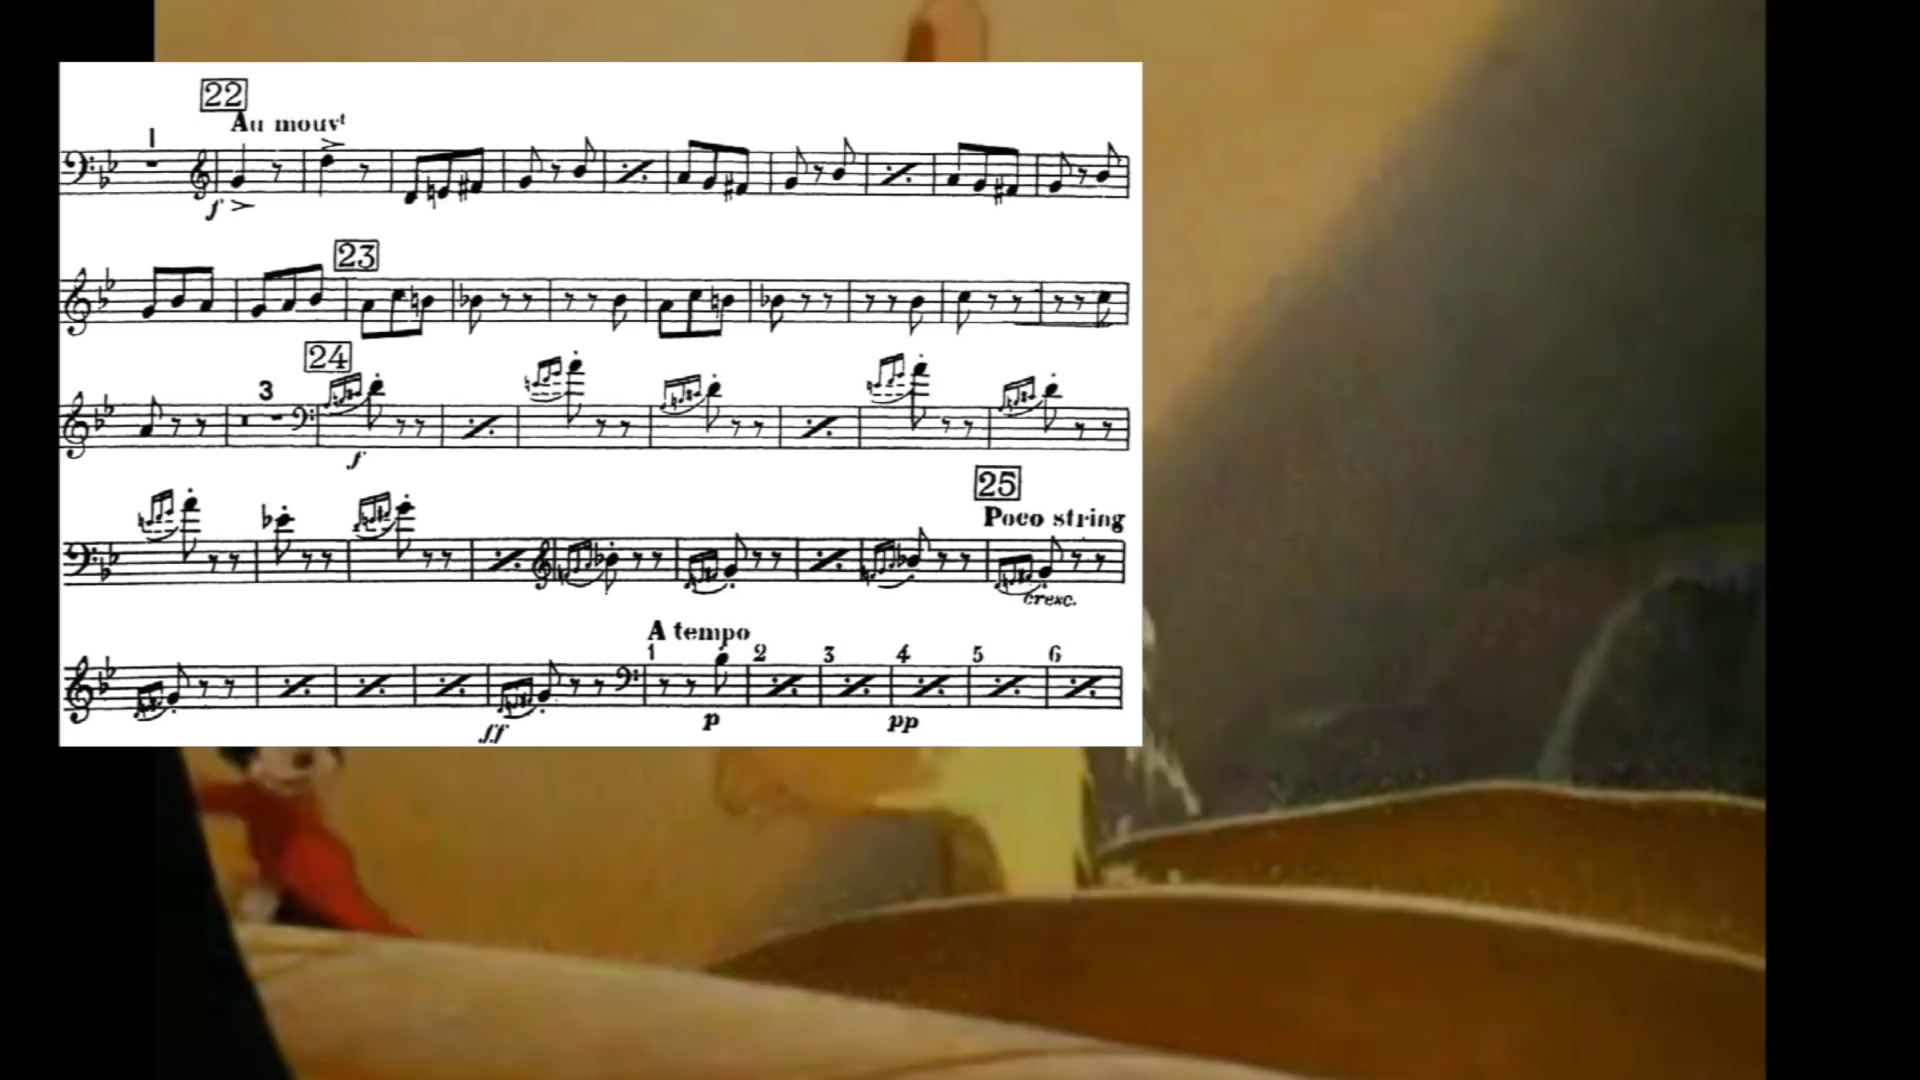 22
Au mouvt
1
f
23
24
3
f
25
Poco string
cresc.
A tempo
1 2 3 4 5 6
ff p pp